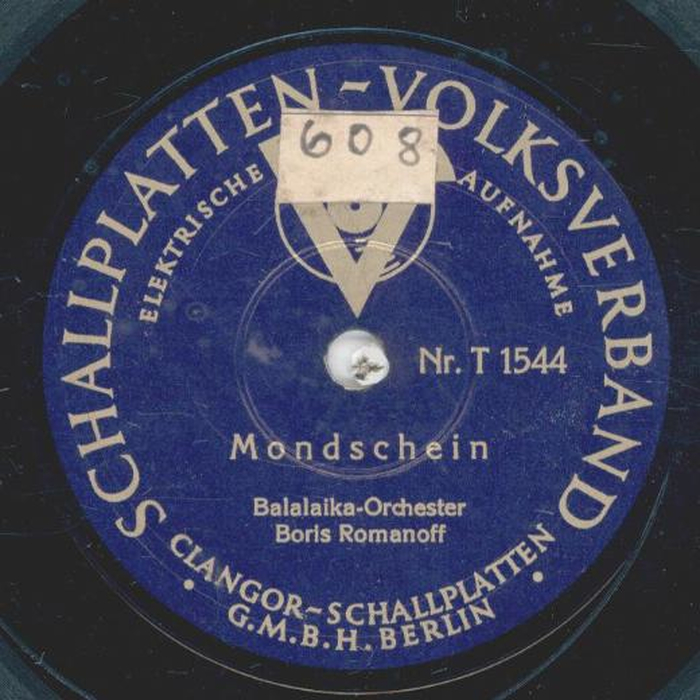 SCHALLPLATTEN-VOLKSVERBAND
608
ELEKTRISCHE AUFNAHME
Nr. T 1544
Mondschein
Balalaika-Orchester
Boris Romanoff
CLANGOR-SCHALLPLATTEN
G.M.B.H. BERLIN